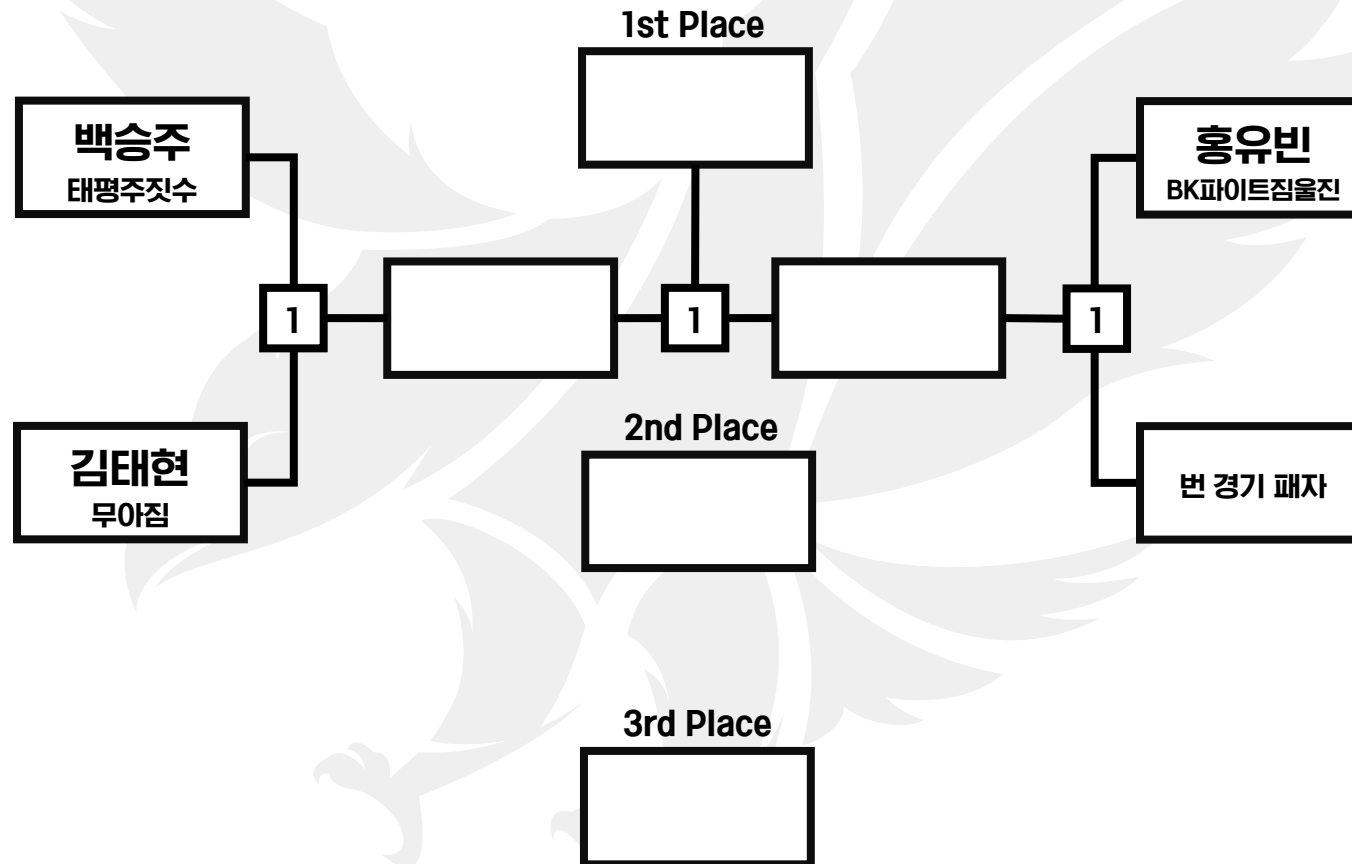 1st Place
백승주
태평주짓수
홍유빈
BK파이트짐울진
1
1
1
2nd Place
김태현
무아짐
번 경기 패자
3rd Place